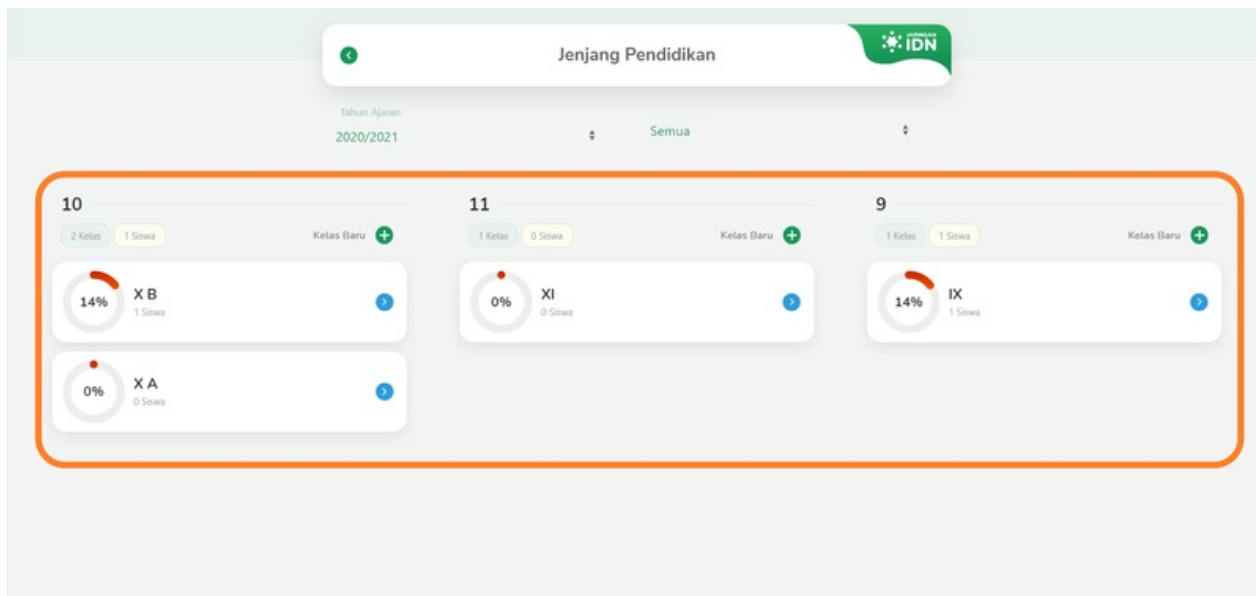 Jenjang Pendidikan
JARINGAN
IDN
Tahun Ajaran
2020/2021
Semua
10
2 Kelas
1 Siswa
Kelas Baru
14%
X B
1 Siswa
0%
X A
0 Siswa
11
1 Kelas
0 Siswa
Kelas Baru
0%
XI
0 Siswa
9
1 Kelas
1 Siswa
Kelas Baru
14%
IX
1 Siswa